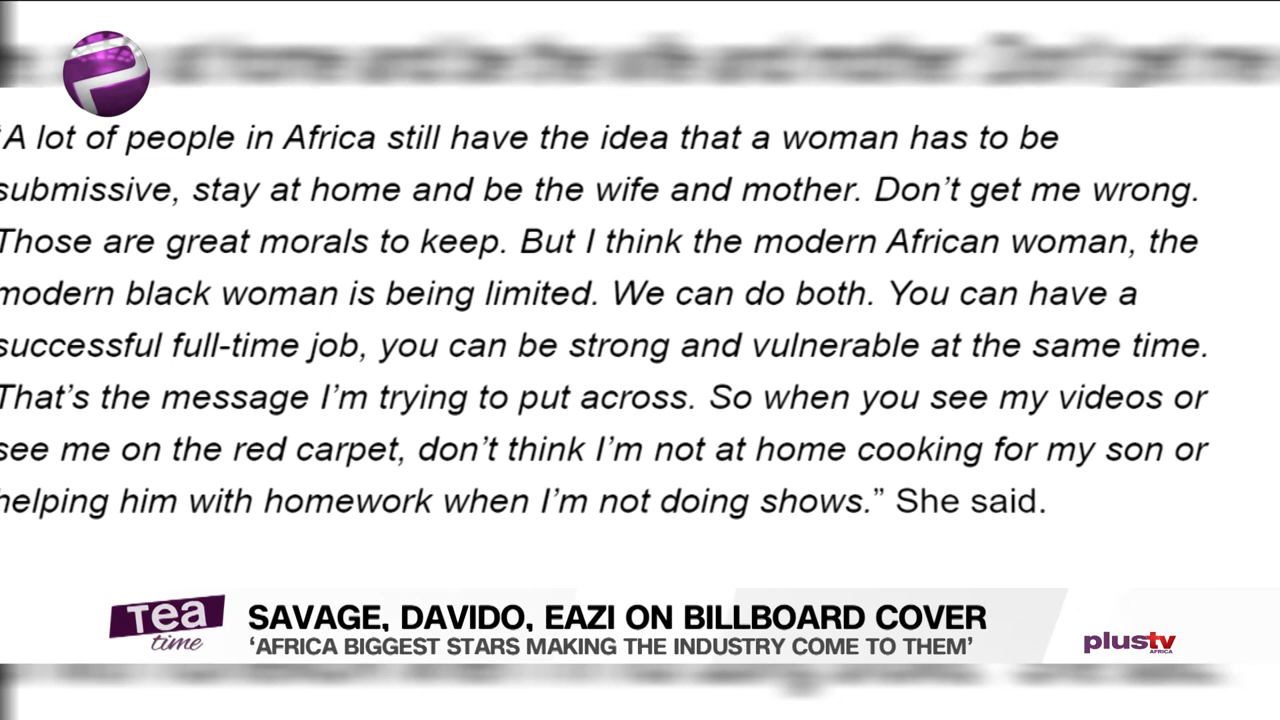 “A lot of people in Africa still have the idea that a woman has to be
submissive, stay at home and be the wife and mother. Don’t get me wrong.
Those are great morals to keep. But I think the modern African woman, the
modern black woman is being limited. We can do both. You can have a
successful full-time job, you can be strong and vulnerable at the same time.
That’s the message I’m trying to put across. So when you see my videos or
see me on the red carpet, don’t think I’m not at home cooking for my son or
helping him with homework when I’m not doing shows.” She said.
Tea
time
SAVAGE, DAVIDO, EAZI ON BILLBOARD COVER
‘AFRICA BIGGEST STARS MAKING THE INDUSTRY COME TO THEM’
plustv
AFRICA